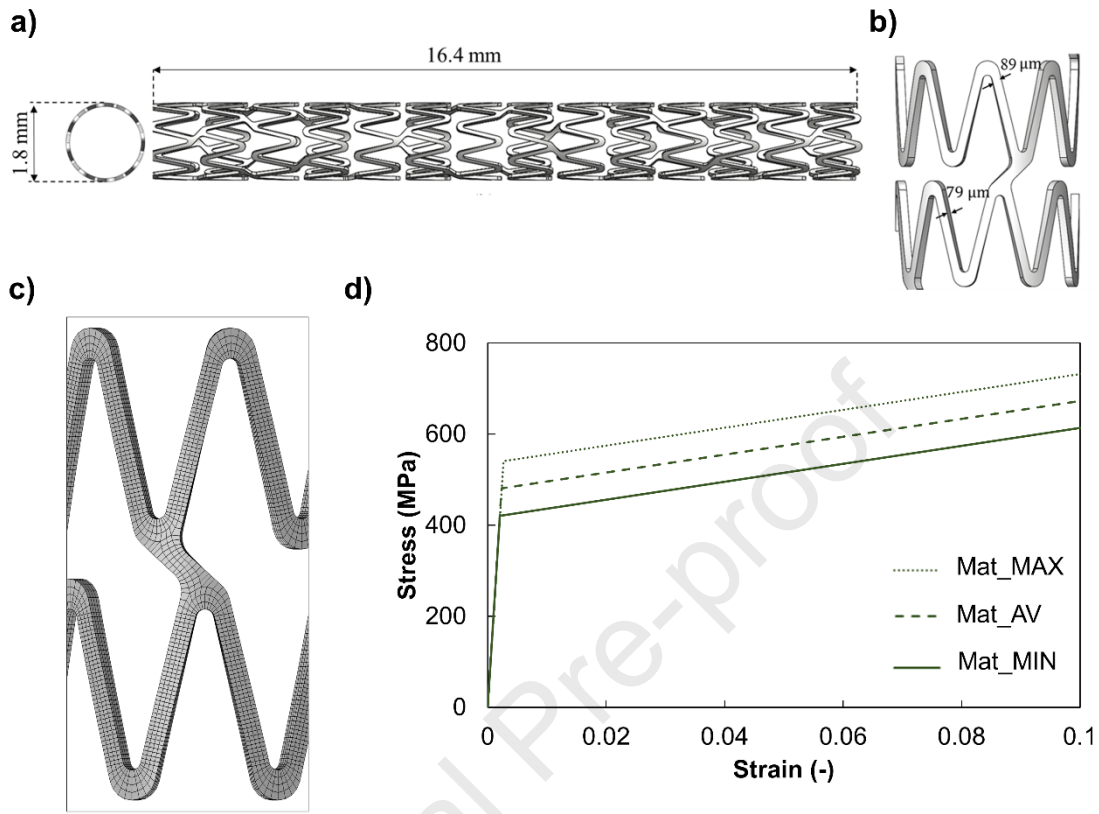 a)
16.4 mm
1.8 mm
b)
89 μm
79 μm
c)
d)
800
600
400
200
0
Stress (MPa)
0
0.02
0.04
0.06
0.08
0.1
Strain (-)
Mat_MAX
Mat_AV
Mat_MIN
al Pre-proof